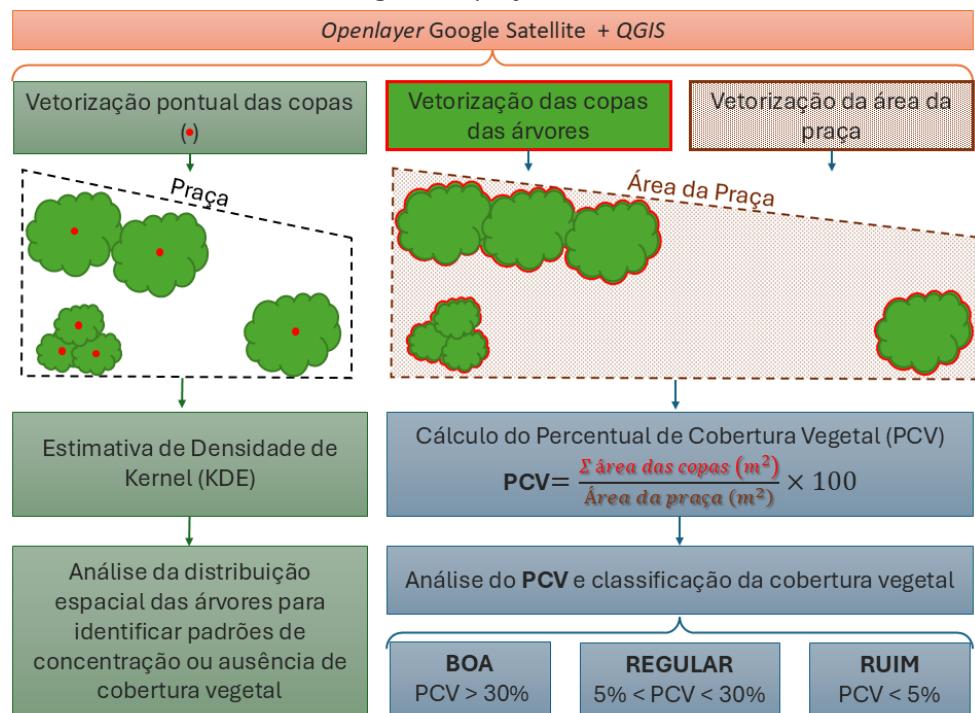 Openlayer Google Satellite + QGIS
Vetorização pontual das copas
(•)
Vetorização das copas
das árvores
Vetorização da área da
praça
Praça
Área da Praça
Estimativa de Densidade de
Kernel (KDE)
Cálculo do Percentual de Cobertura Vegetal (PCV)
PCV= Σ área das copas (m²) / Área da praça (m²) × 100
Análise da distribuição
espacial das árvores para
identificar padrões de
concentração ou ausência de
cobertura vegetal
Análise do PCV e classificação da cobertura vegetal
BOA
PCV > 30%
REGULAR
5% < PCV < 30%
RUIM
PCV < 5%